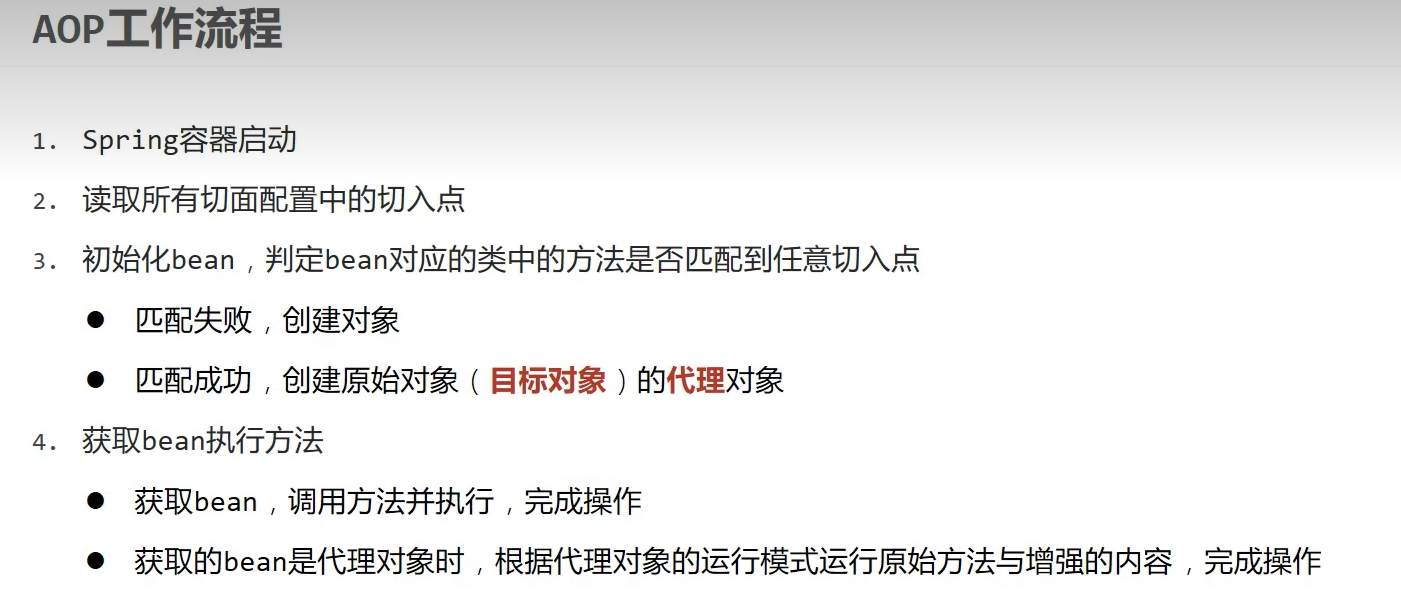 AOP工作流程
1. Spring容器启动
2. 读取所有切面配置中的切入点
3. 初始化bean，判定bean对应的类中的方法是否匹配到任意切入点
● 匹配失败，创建对象
● 匹配成功，创建原始对象（目标对象）的代理对象
4. 获取bean执行方法
● 获取bean，调用方法并执行，完成操作
● 获取的bean是代理对象时，根据代理对象的运行模式运行原始方法与增强的内容，完成操作